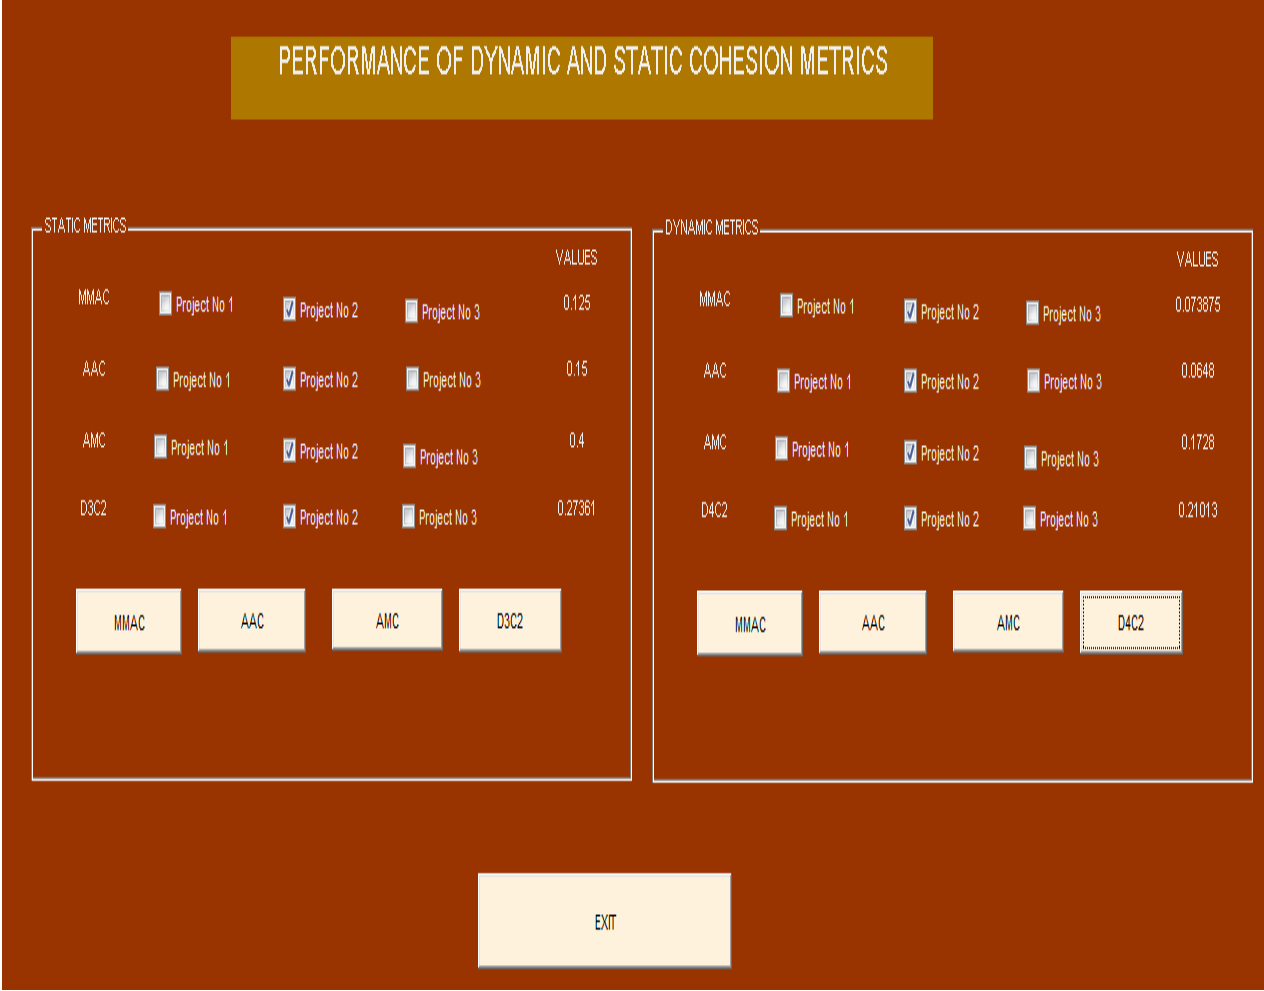 PERFORMANCE OF DYNAMIC AND STATIC COHESION METRICS
STATIC METRICS
VALUES
MMAC Project No 1 Project No 2 Project No 3 0.125
AAC Project No 1 Project No 2 Project No 3 0.15
AMC Project No 1 Project No 2 Project No 3 0.4
D3C2 Project No 1 Project No 2 Project No 3 0.27361
MMAC AAC AMC D3C2
DYNAMIC METRICS
VALUES
MMAC Project No 1 Project No 2 Project No 3 0.073875
AAC Project No 1 Project No 2 Project No 3 0.0648
AMC Project No 1 Project No 2 Project No 3 0.1728
D4C2 Project No 1 Project No 2 Project No 3 0.21013
MMAC AAC AMC D4C2
EXIT